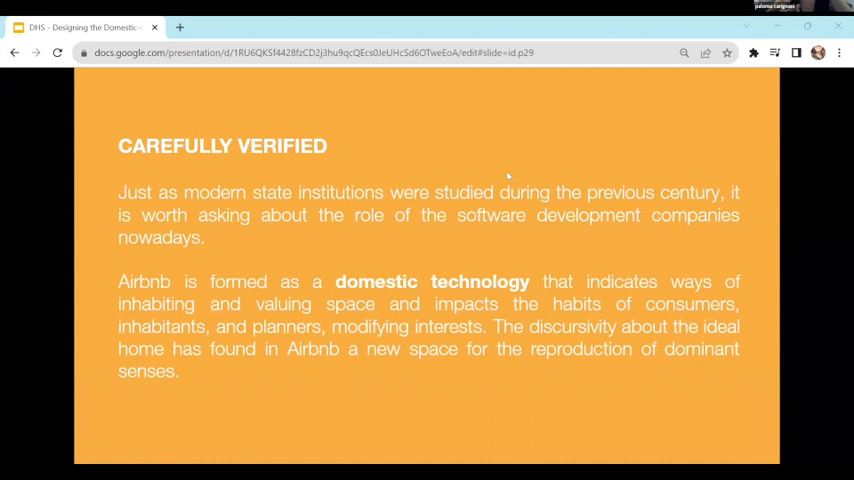 paloma carignani
DHS - Designing the Domestic-
docs.google.com/presentation/d/1RU6QKSf4428fzCD2j3hu9qcQEcs0JeUHcSd6OTweEoA/edit#slide=id.p29
CAREFULLY VERIFIED
Just as modern state institutions were studied during the previous century, it
is worth asking about the role of the software development companies
nowadays.
Airbnb is formed as a domestic technology that indicates ways of
inhabiting and valuing space and impacts the habits of consumers,
inhabitants, and planners, modifying interests. The discursivity about the ideal
home has found in Airbnb a new space for the reproduction of dominant
senses.